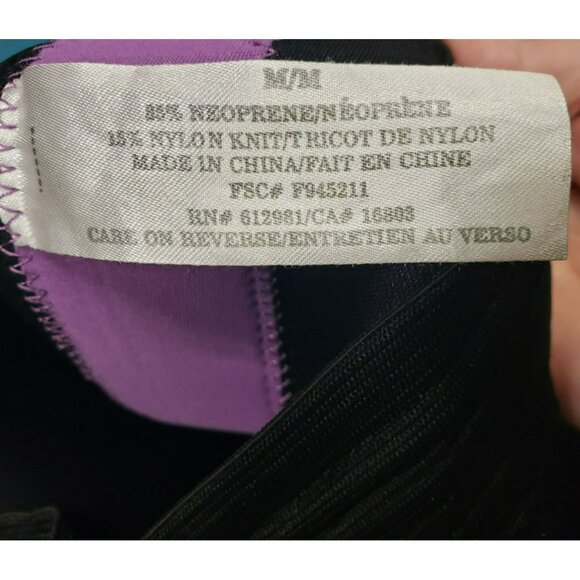 M/M
85% NEOPRENE/NÉOPRÈNE
15% NYLON KNIT/TRICOT DE NYLON
MADE IN CHINA/FAIT EN CHINE
FSC# F945211
RN# 612981/CA# 16803
CARE ON REVERSE/ENTRETIEN AU VERSO